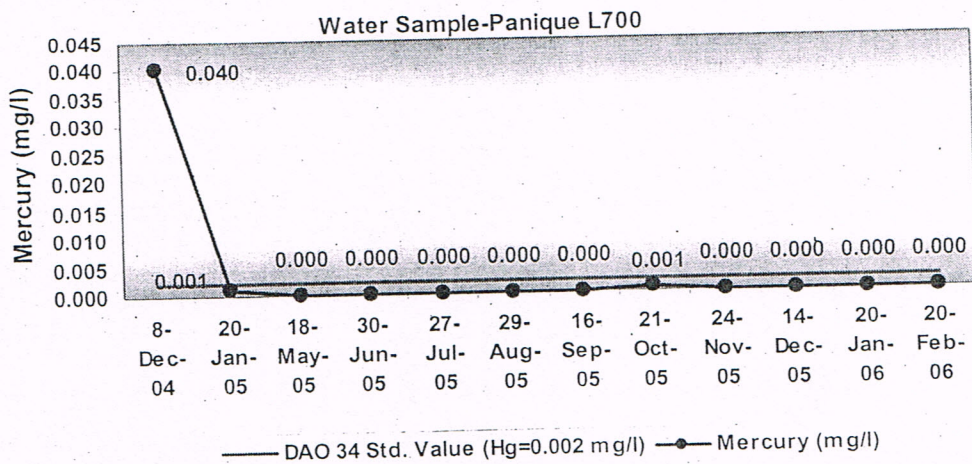 Water Sample-Panique L700
Mercury (mg/l)
0.045
0.040
0.035
0.030
0.025
0.020
0.015
0.010
0.005
0.000
0.040
0.001
0.000
0.000
0.000
0.000
0.000
0.001
0.000
0.000
0.000
0.000
8-Dec-04
20-Jan-05
18-May-05
30-Jun-05
27-Jul-05
29-Aug-05
16-Sep-05
21-Oct-05
24-Nov-05
14-Dec-05
20-Jan-06
20-Feb-06
DAO 34 Std. Value (Hg=0.002 mg/l)
Mercury (mg/l)